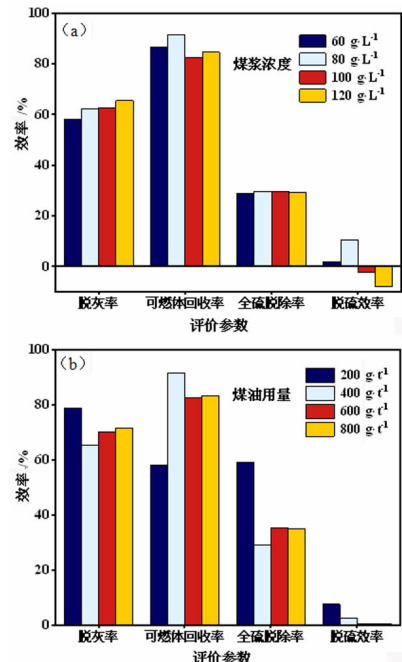 （a）
100
80
60
40
20
0
效率 /%
煤浆浓度
60 g·L⁻¹
80 g·L⁻¹
100 g·L⁻¹
120 g·L⁻¹
脱灰率 可燃体回收率 全硫脱除率 脱硫效率
评价参数
（b）
100
80
60
40
20
0
效率/%
煤油用量
200 g·t⁻¹
400 g·t⁻¹
600 g·t⁻¹
800 g·t⁻¹
脱灰率 可燃体回收率 全硫脱除率 脱硫效率
评价参数